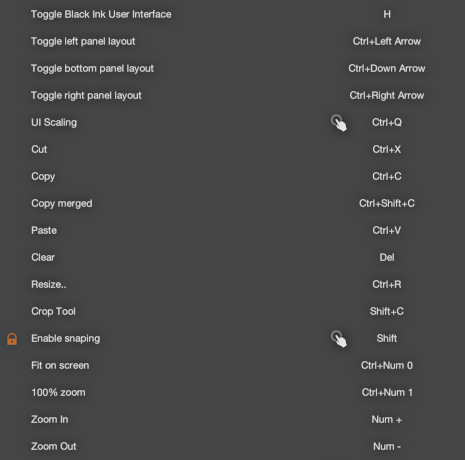 Toggle Black Ink User Interface H
Toggle left panel layout Ctrl+Left Arrow
Toggle bottom panel layout Ctrl+Down Arrow
Toggle right panel layout Ctrl+Right Arrow
UI Scaling Ctrl+Q
Cut Ctrl+X
Copy Ctrl+C
Copy merged Ctrl+Shift+C
Paste Ctrl+V
Clear Del
Resize.. Ctrl+R
Crop Tool Shift+C
Enable snaping Shift
Fit on screen Ctrl+Num 0
100% zoom Ctrl+Num 1
Zoom In Num +
Zoom Out Num -